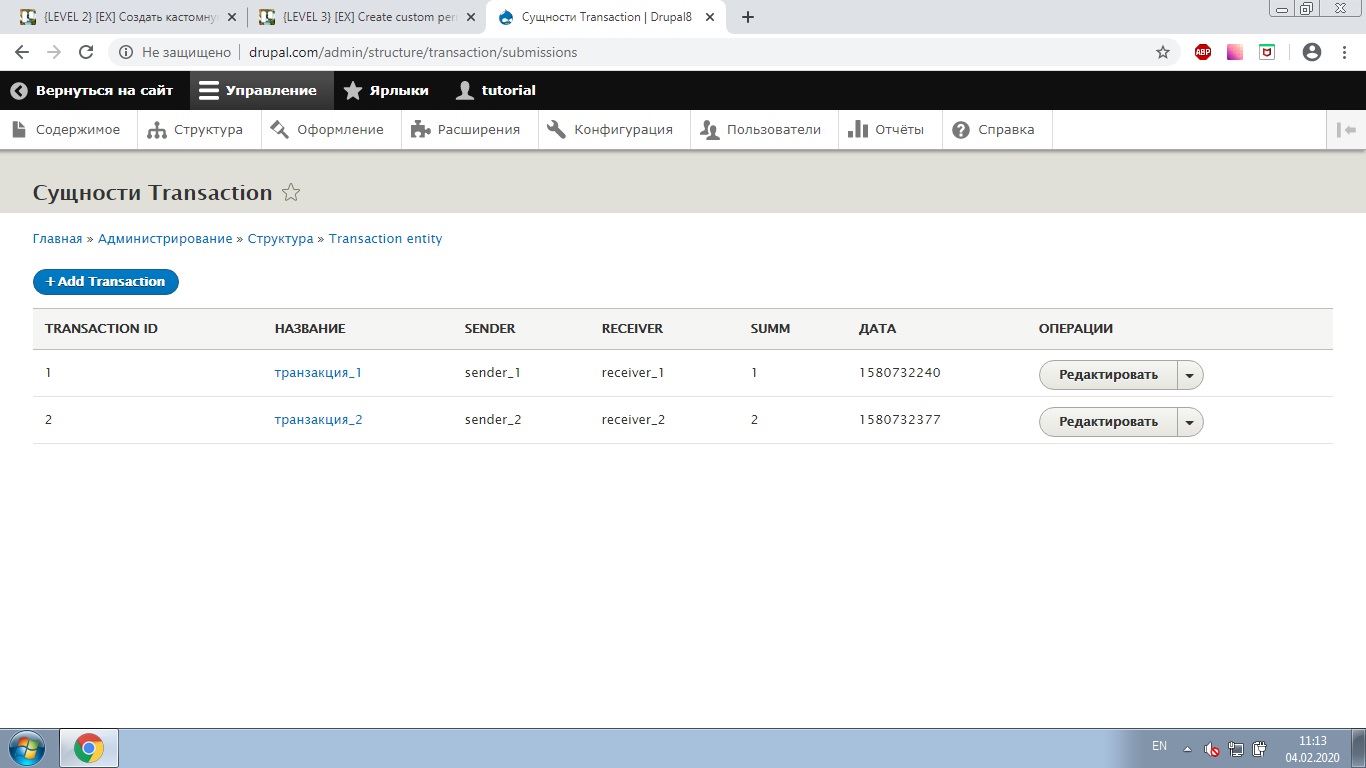 {LEVEL 2} [EX] Создать кастомну
{LEVEL 3} [EX] Create custom per
Сущности Transaction | Drupal8
Не защищено
drupal.com/admin/structure/transaction/submissions
ABP
Вернуться на сайт
Управление
Ярлыки
tutorial
Содержимое
Структура
Оформление
Расширения
Конфигурация
Пользователи
Отчёты
Справка
Сущности Transaction
Главная » Администрирование » Структура » Transaction entity
+ Add Transaction
TRANSACTION ID НАЗВАНИЕ SENDER RECEIVER SUMM ДАТА ОПЕРАЦИИ
1 транзакция_1 sender_1 receiver_1 1 1580732240 Редактировать
2 транзакция_2 sender_2 receiver_2 2 1580732377 Редактировать
EN
11:13
04.02.2020